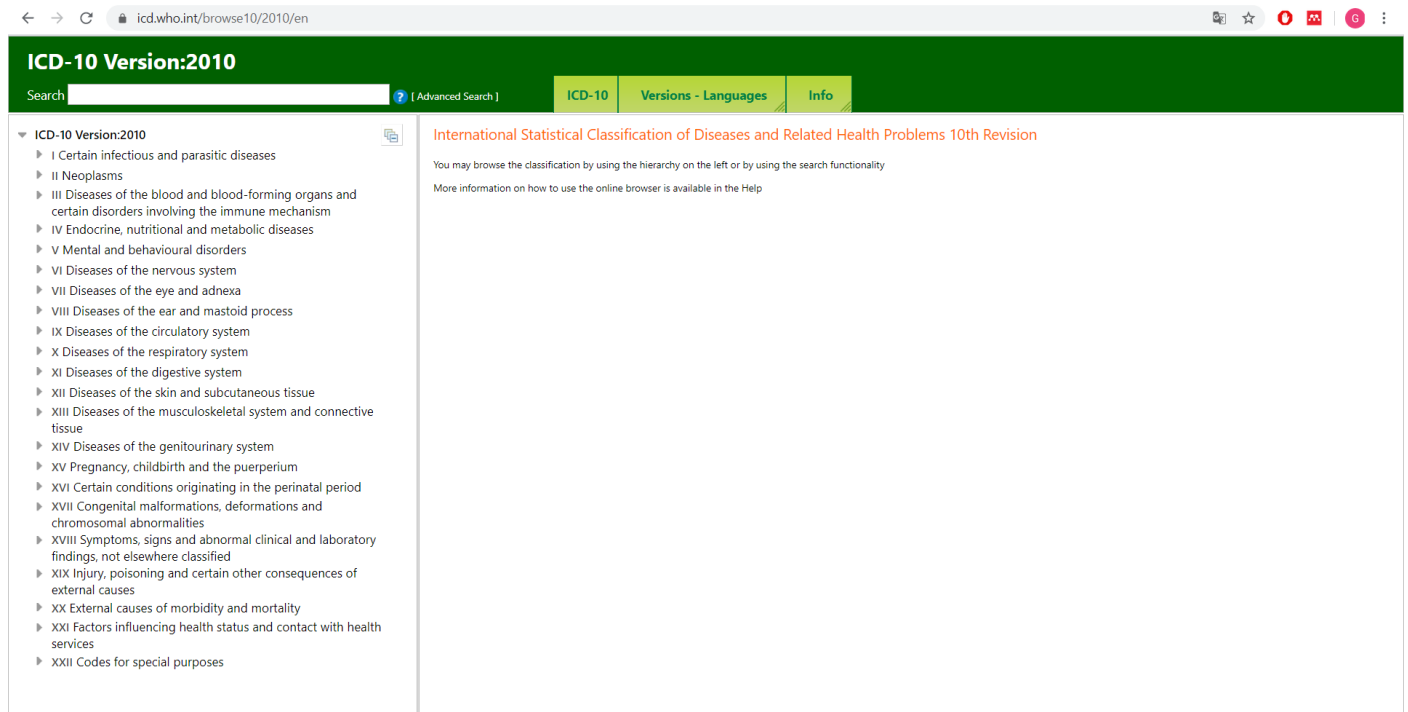 icd.who.int/browse10/2010/en
G
ICD-10 Version:2010
Search
? [ Advanced Search ]
ICD-10
Versions - Languages
Info
ICD-10 Version:2010
I Certain infectious and parasitic diseases
II Neoplasms
III Diseases of the blood and blood-forming organs and
certain disorders involving the immune mechanism
IV Endocrine, nutritional and metabolic diseases
V Mental and behavioural disorders
VI Diseases of the nervous system
VII Diseases of the eye and adnexa
VIII Diseases of the ear and mastoid process
IX Diseases of the circulatory system
X Diseases of the respiratory system
XI Diseases of the digestive system
XII Diseases of the skin and subcutaneous tissue
XIII Diseases of the musculoskeletal system and connective
tissue
XIV Diseases of the genitourinary system
XV Pregnancy, childbirth and the puerperium
XVI Certain conditions originating in the perinatal period
XVII Congenital malformations, deformations and
chromosomal abnormalities
XVIII Symptoms, signs and abnormal clinical and laboratory
findings, not elsewhere classified
XIX Injury, poisoning and certain other consequences of
external causes
XX External causes of morbidity and mortality
XXI Factors influencing health status and contact with health
services
XXII Codes for special purposes
International Statistical Classification of Diseases and Related Health Problems 10th Revision
You may browse the classification by using the hierarchy on the left or by using the search functionality
More information on how to use the online browser is available in the Help